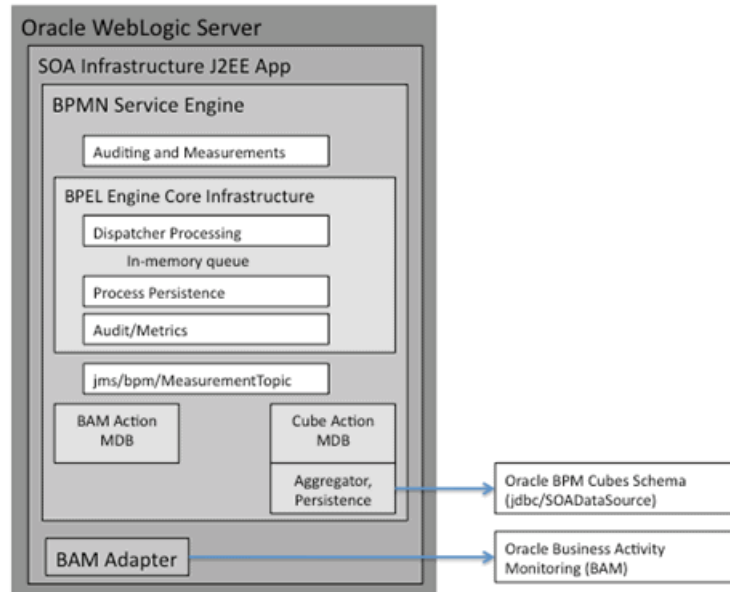 Oracle WebLogic Server
SOA Infrastructure J2EE App
BPMN Service Engine
Auditing and Measurements
BPEL Engine Core Infrastructure
Dispatcher Processing
In-memory queue
Process Persistence
Audit/Metrics
jms/bpm/MeasurementTopic
BAM Action
MDB
Cube Action
MDB
Aggregator,
Persistence
Oracle BPM Cubes Schema
(jdbc/SOADataSource)
BAM Adapter
Oracle Business Activity
Monitoring (BAM)